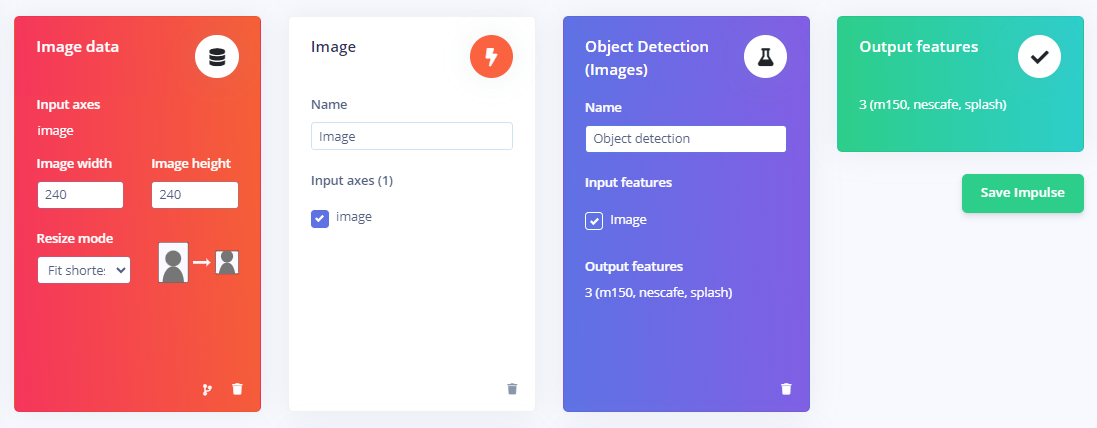 Image data
Input axes
image
Image width
Image height
240
240
Resize mode
Fit shortes
Image
Name
Image
Input axes (1)
image
Object Detection
(Images)
Name
Object detection
Input features
Image
Output features
3 (m150, nescafe, splash)
Output features
3 (m150, nescafe, splash)
Save Impulse